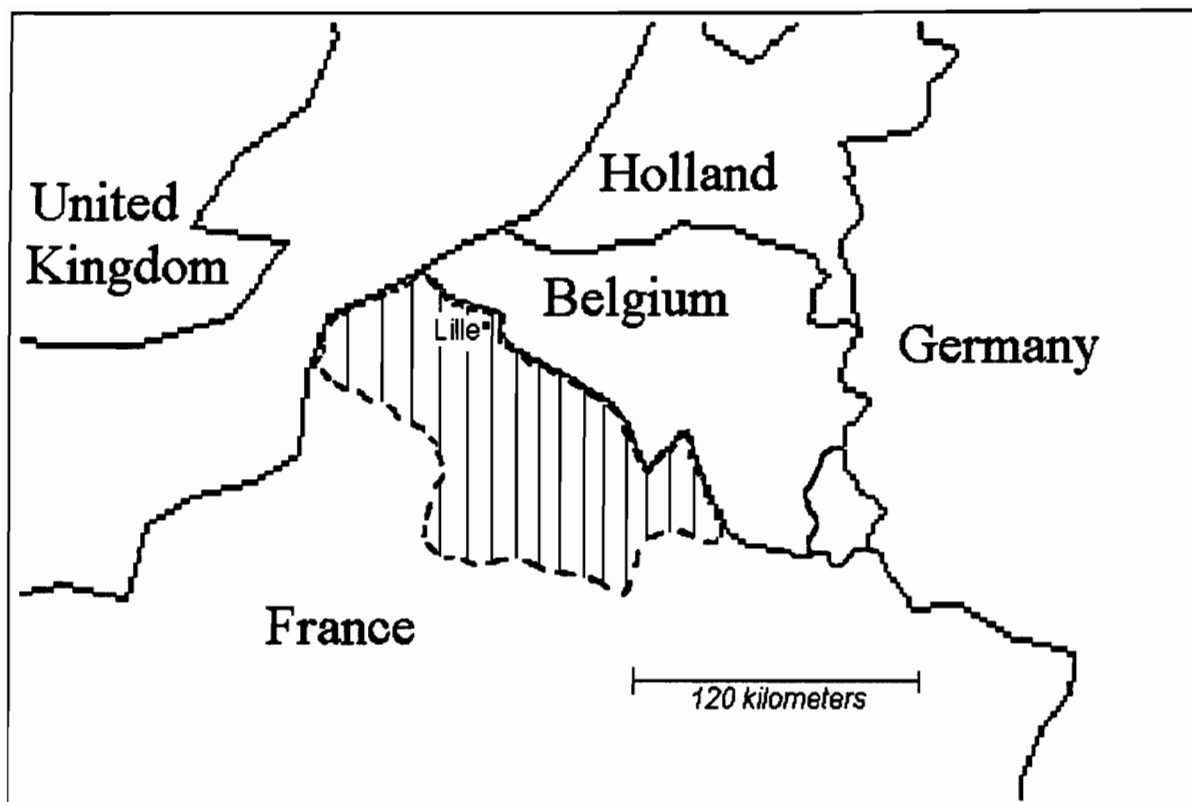 Holland
United
Kingdom
Belgium
Lille
Germany
France
120 kilometers